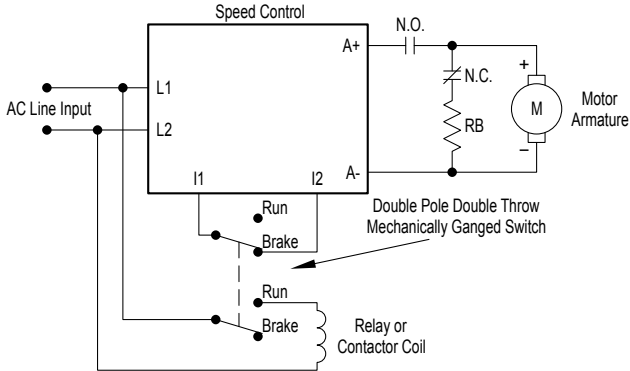 Speed Control
N.O.
A+
+
N.C.
L1
AC Line Input
M
Motor
Armature
L2
RB
−
I1
I2
A-
Run
Double Pole Double Throw
Mechanically Ganged Switch
Brake
Run
Brake
Relay or
Contactor Coil